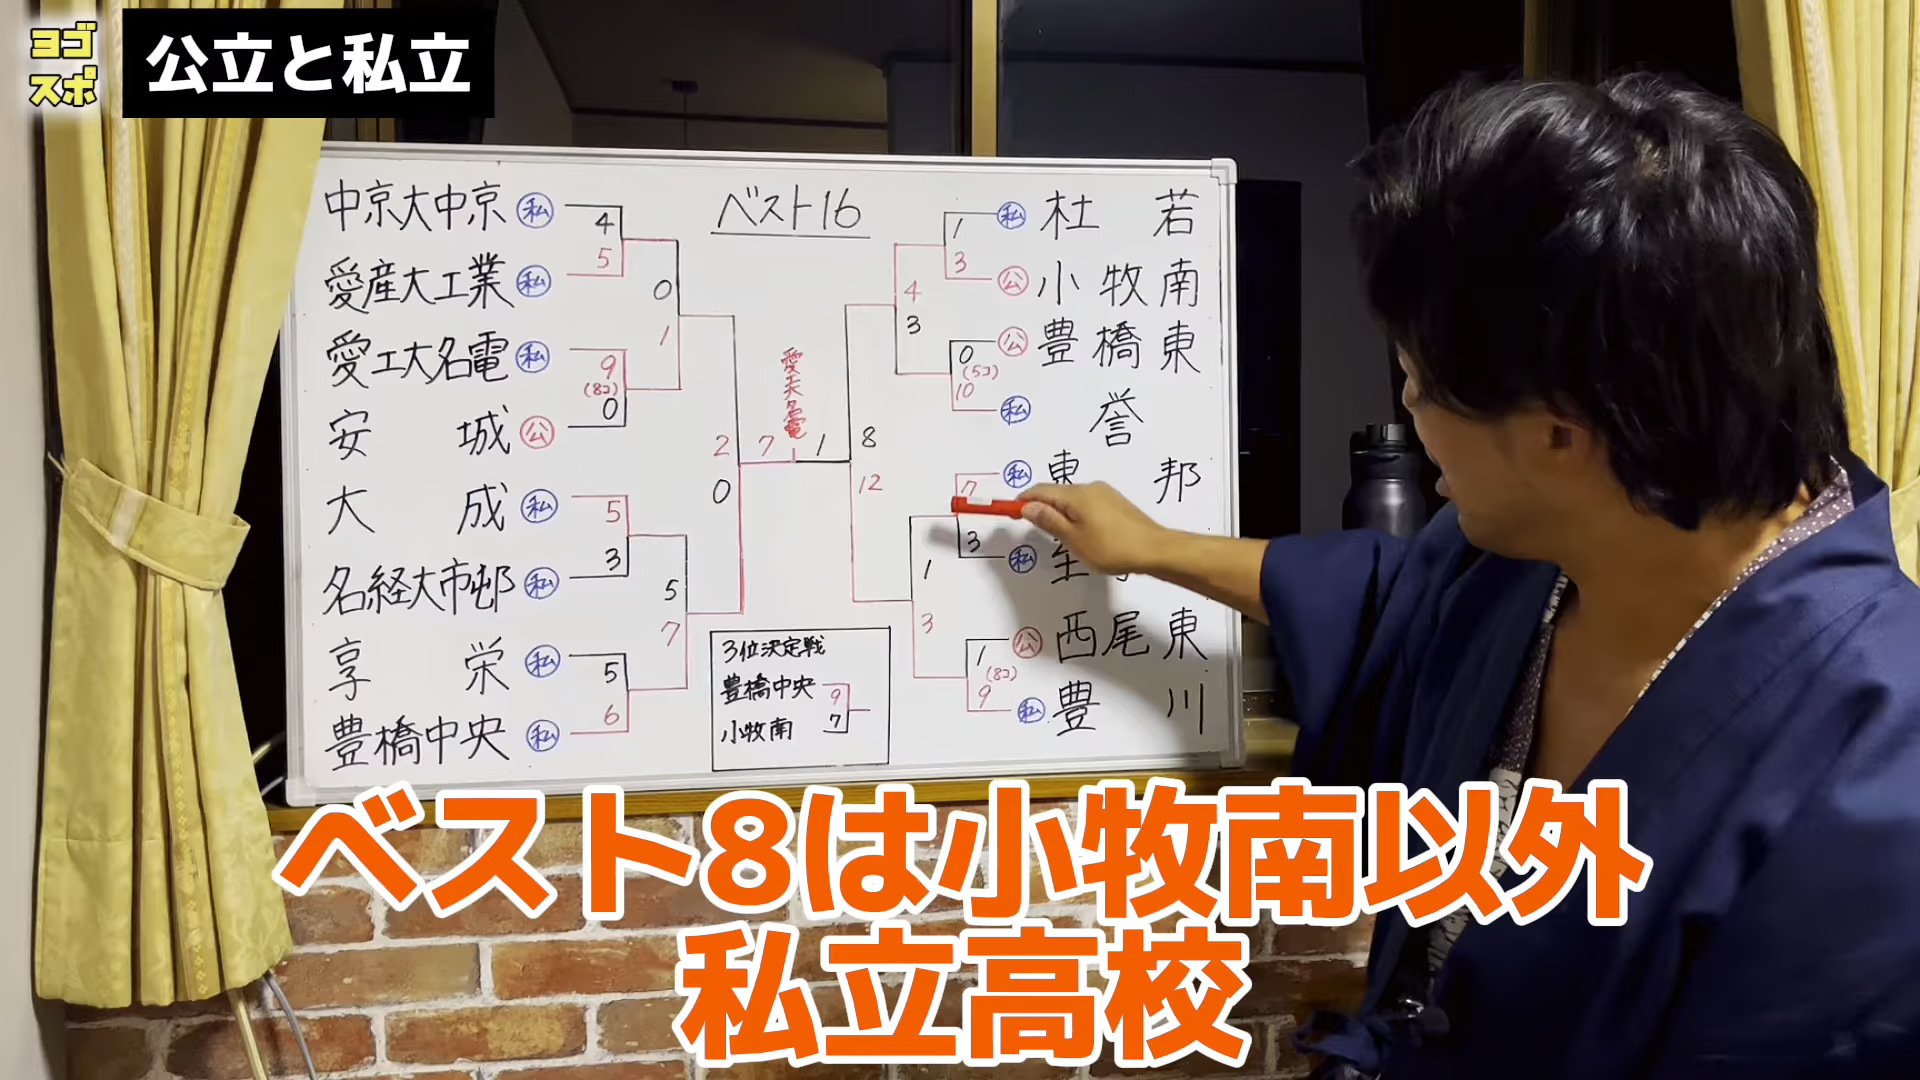 ヨゴ
スポ
公立と私立
ベスト16
中京大中京 私
4
5
愛産大工業 私
0
1
愛工大名電 私
9
(8コ)
0
安城 公
2
0
大成 私
5
3
名経大市邨 私
5
7
享栄 私
5
6
豊橋中央 私
愛工大名電
7
1
3位決定戦
豊橋中央
9
小牧南
7
私 杜若
1
3
公 小牧南
4
3
公 豊橋東
0
(5コ)
10
私 誉
8
12
私 東邦
7
3
私
1
3
公 西尾東
1
(8コ)
9
私 豊川
ベスト8は小牧南以外
私立高校